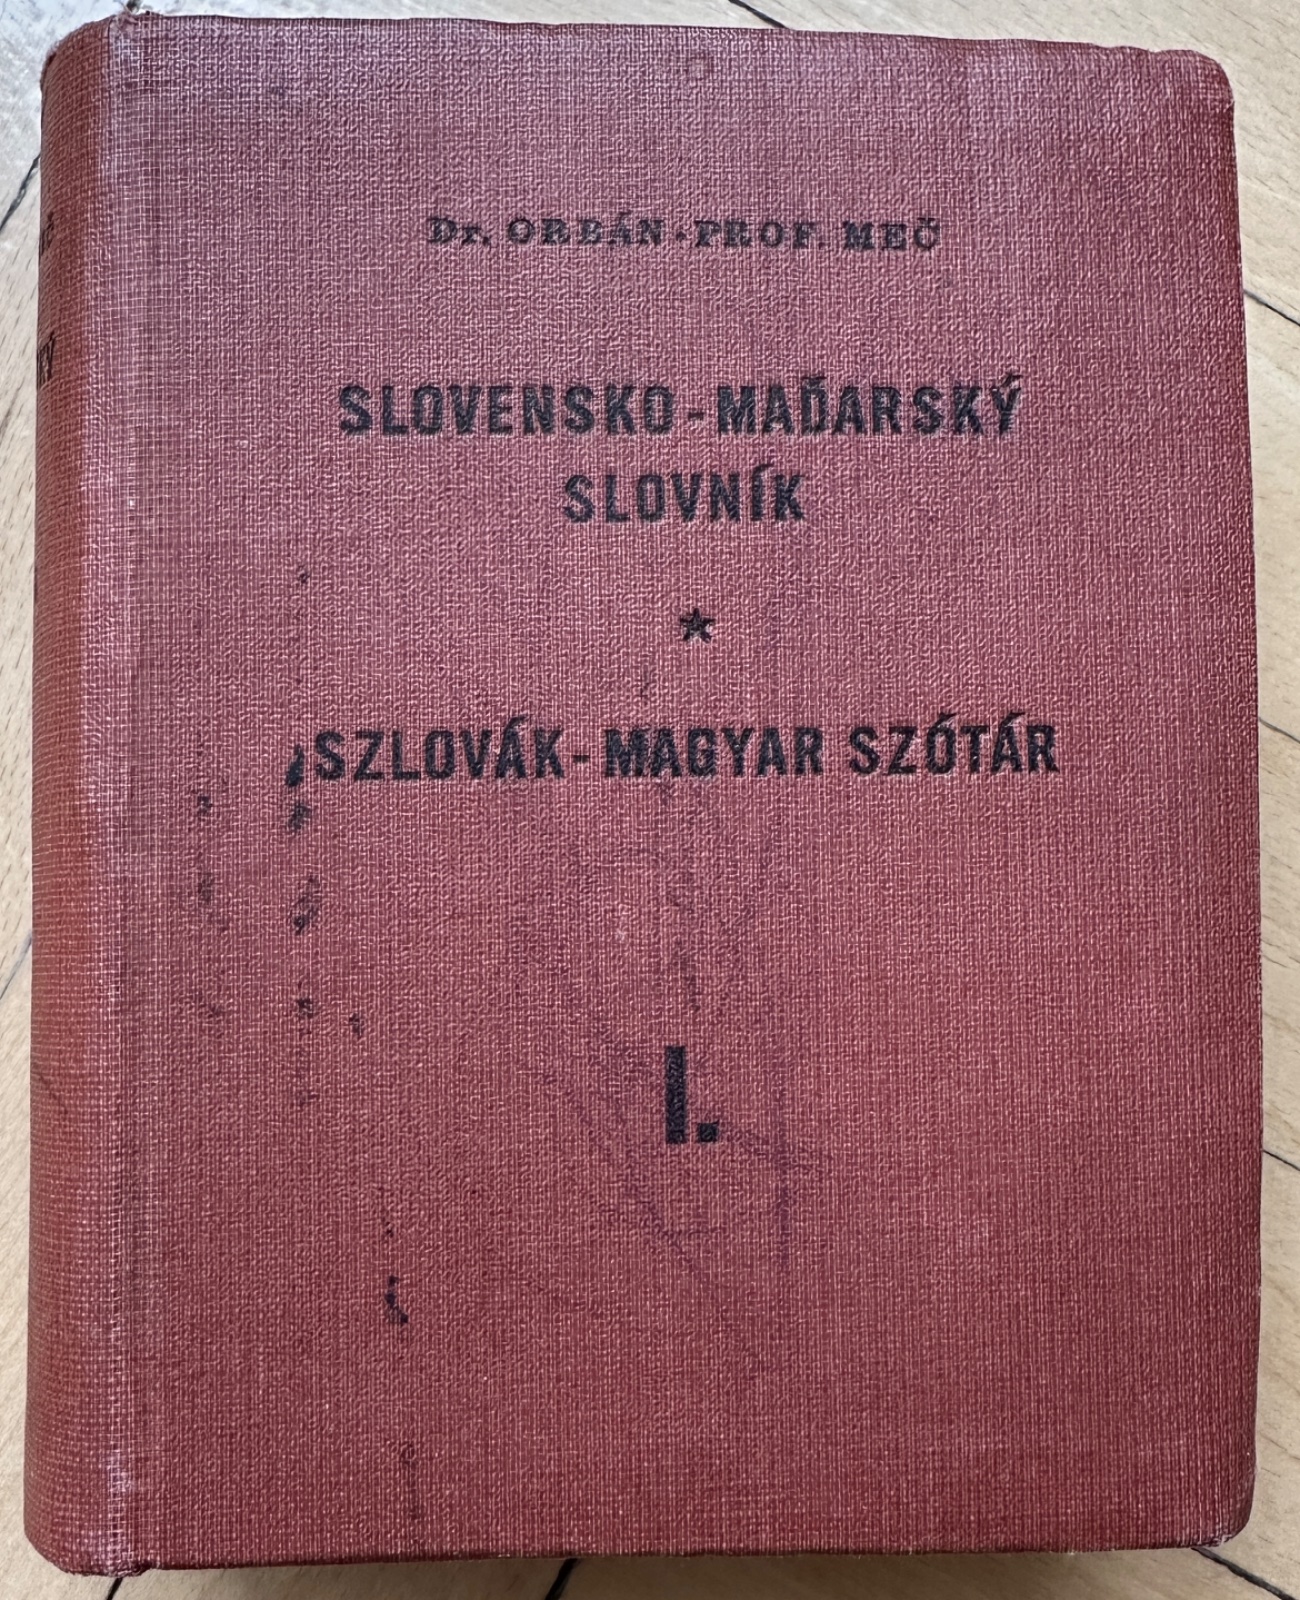 Dr. ORBÁN - PROF. MEČ
SLOVENSKO - MAĎARSKÝ
SLOVNÍK
★
SZLOVÁK - MAGYAR SZÓTÁR
I.